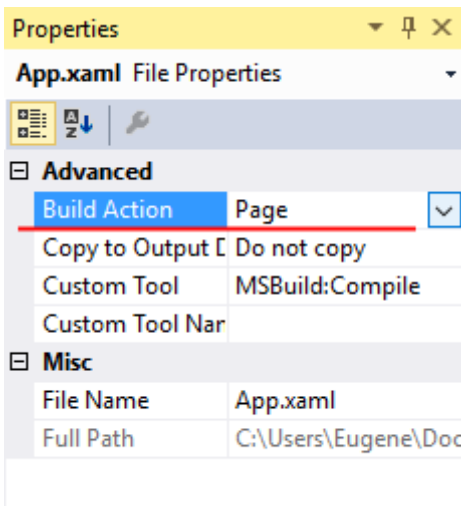 Properties
App.xaml File Properties
Advanced
Build Action Page
Copy to Output D Do not copy
Custom Tool MSBuild:Compile
Custom Tool Nar
Misc
File Name App.xaml
Full Path C:\Users\Eugene\Doc